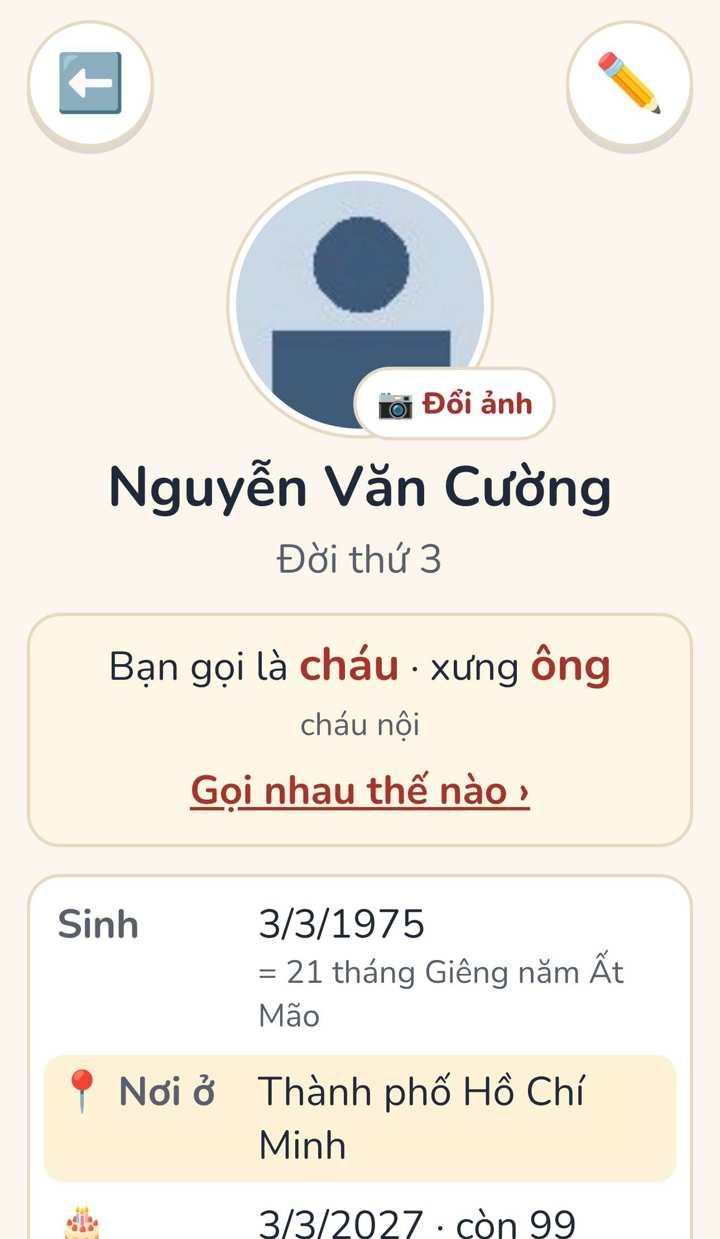 Đổi ảnh
Nguyễn Văn Cường
Đời thứ 3
Bạn gọi là cháu · xưng ông
cháu nội
Gọi nhau thế nào ›
Sinh 3/3/1975
= 21 tháng Giêng năm Ất
Mão
Nơi ở Thành phố Hồ Chí
Minh
3/3/2027 · còn 99